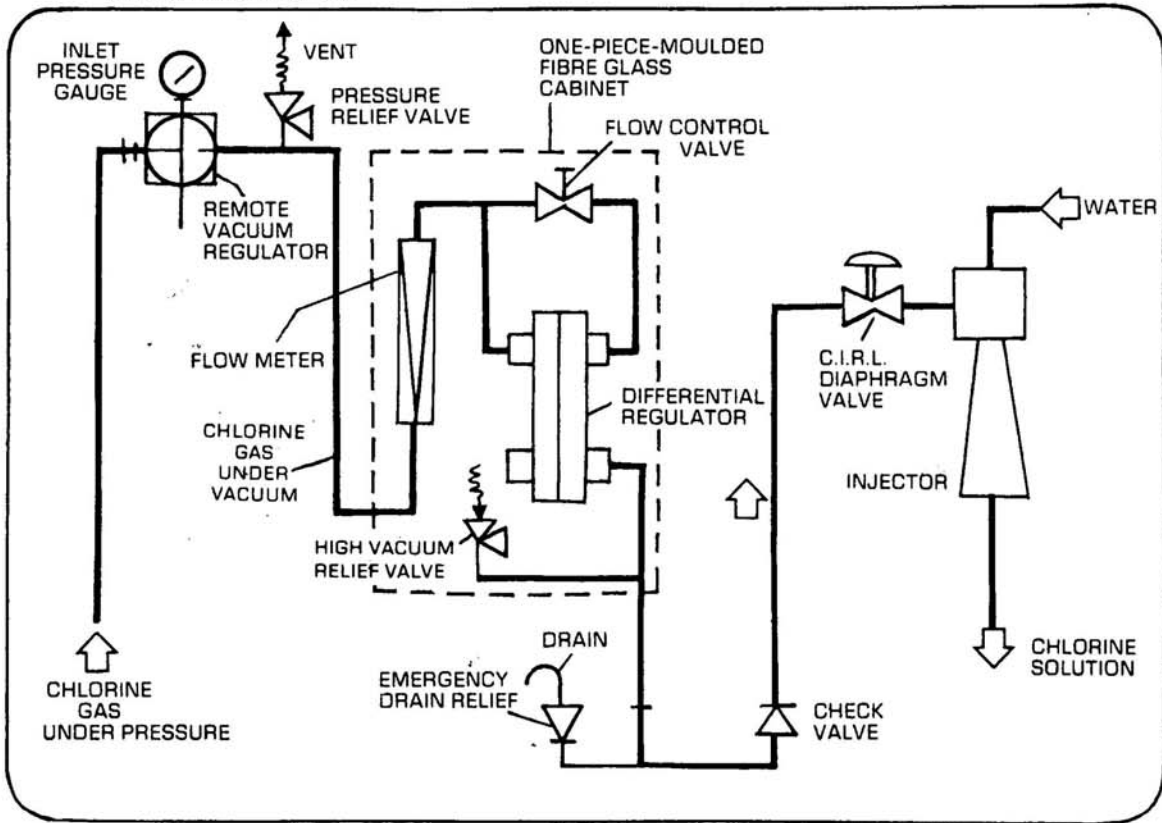 INLET
PRESSURE
GAUGE
VENT
PRESSURE
RELIEF VALVE
ONE-PIECE-MOULDED
FIBRE GLASS
CABINET
FLOW CONTROL
VALVE
REMOTE
VACUUM
REGULATOR
WATER
FLOW METER
C.I.R.L.
DIAPHRAGM
VALVE
DIFFERENTIAL
REGULATOR
CHLORINE
GAS
UNDER
VACUUM
INJECTOR
HIGH VACUUM
RELIEF VALVE
DRAIN
EMERGENCY
DRAIN RELIEF
CHLORINE
SOLUTION
CHLORINE
GAS
UNDER PRESSURE
CHECK
VALVE